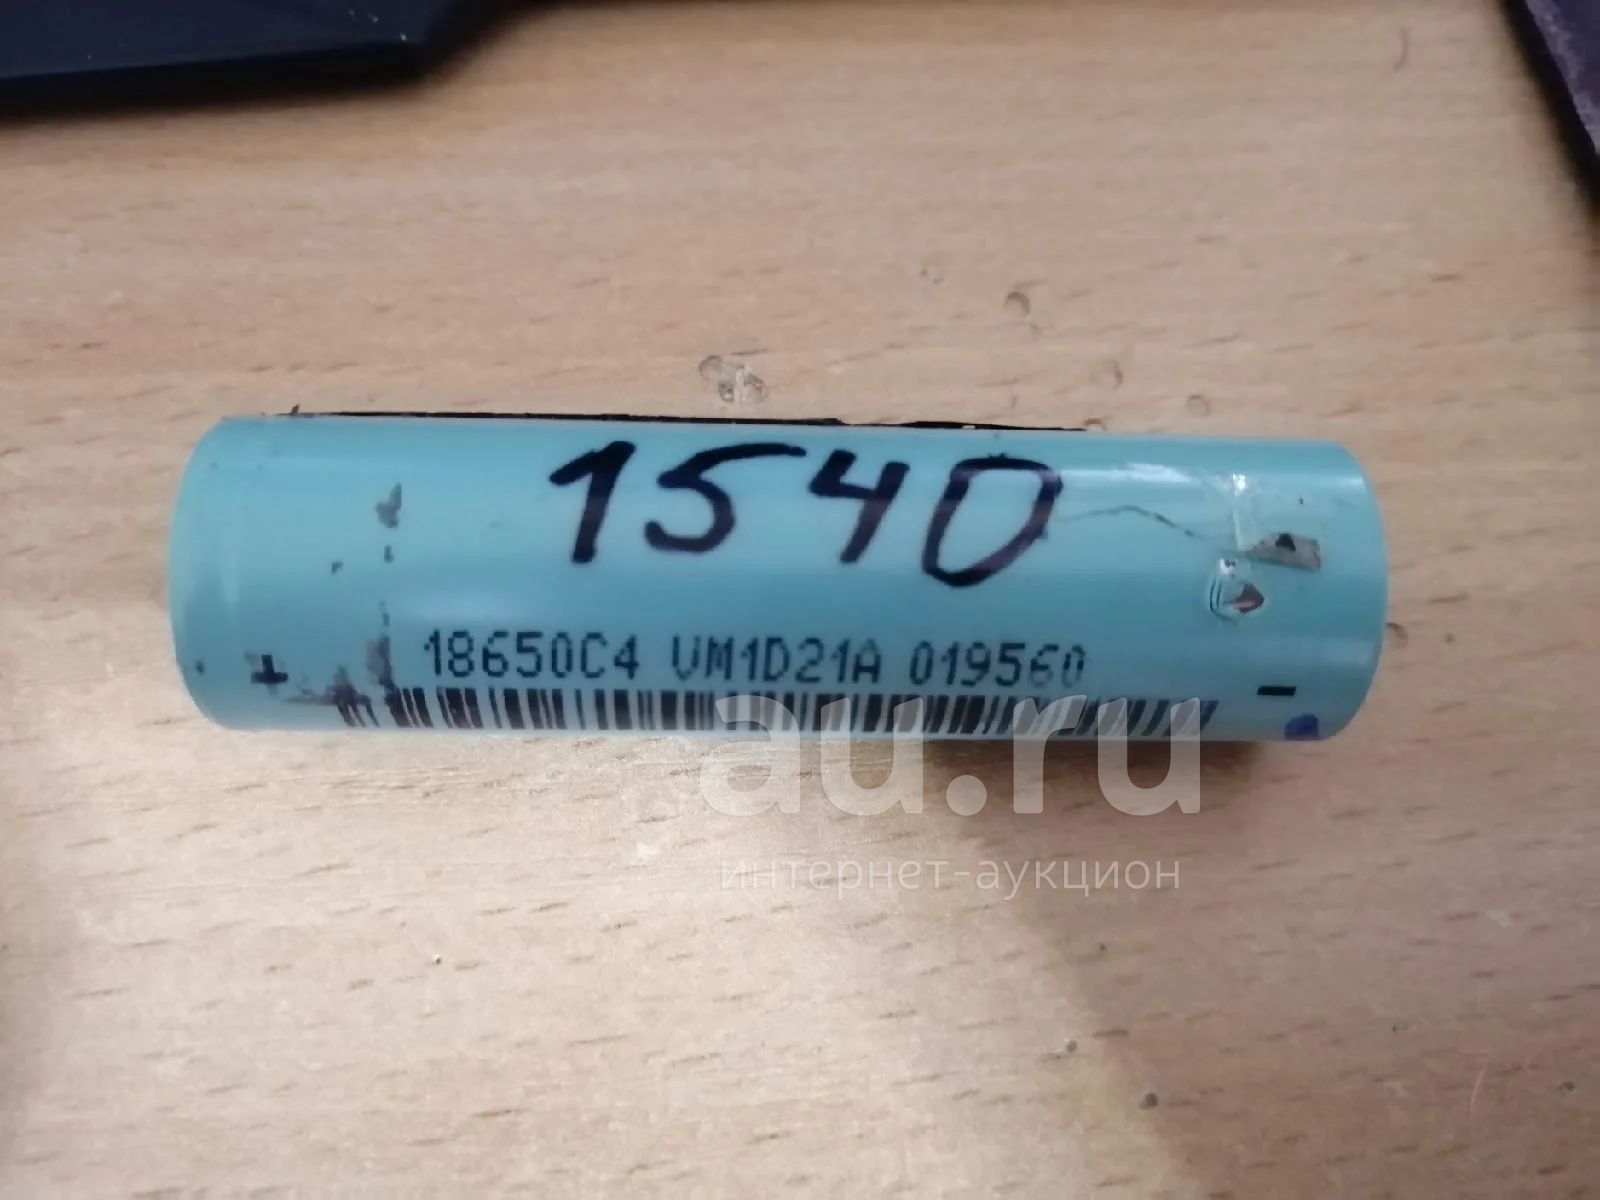 1540
18650C4 VM1D21A 019560
+ -
au.ru
интернет-аукцион